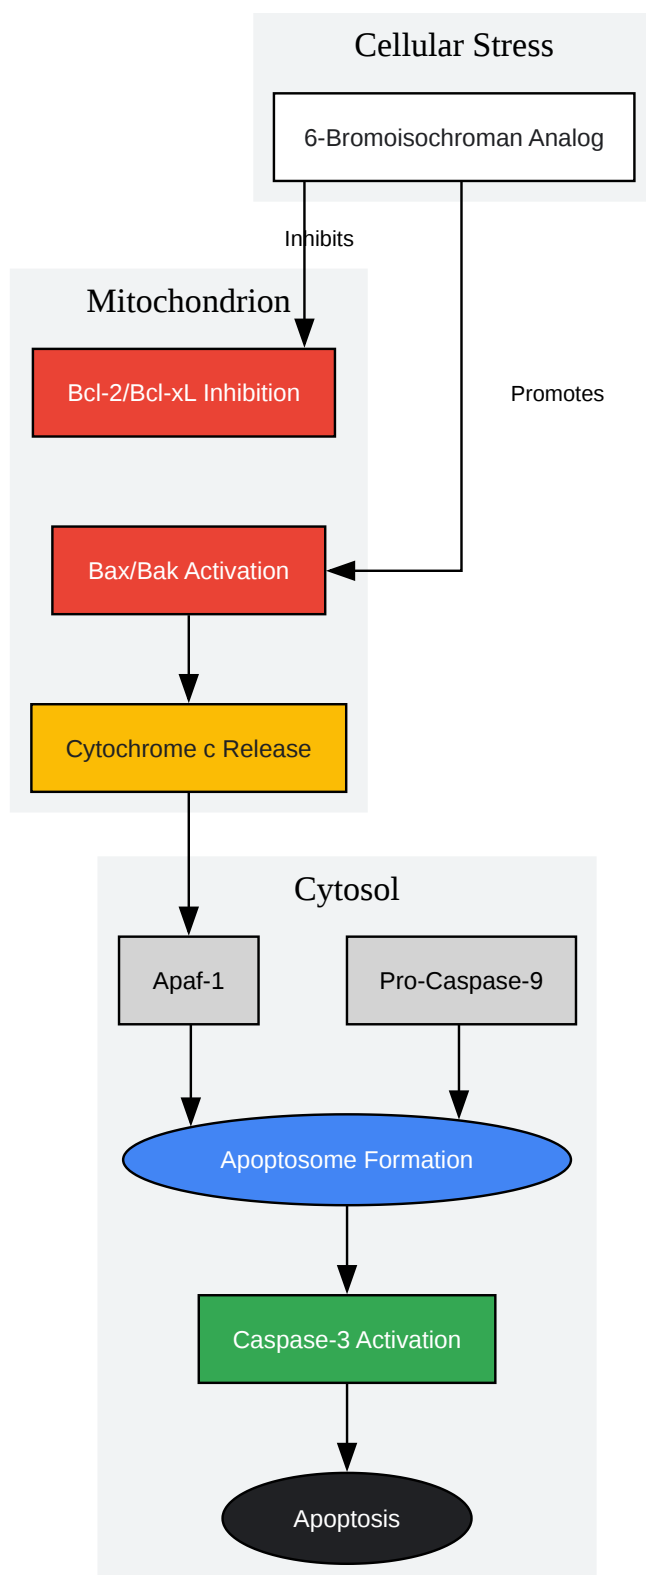 Cellular Stress
6-Bromoisochroman Analog
Inhibits
Mitochondrion
Bcl-2/Bcl-xL Inhibition
Promotes
Bax/Bak Activation
Cytochrome c Release
Cytosol
Apaf-1
Pro-Caspase-9
Apoptosome Formation
Caspase-3 Activation
Apoptosis